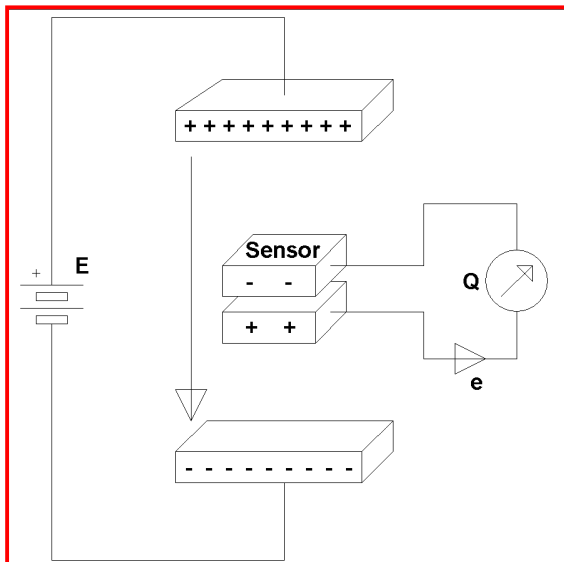 + + + + + + + + +
Sensor
+ E
- -
Q
+ +
e
- - - - - - - - -